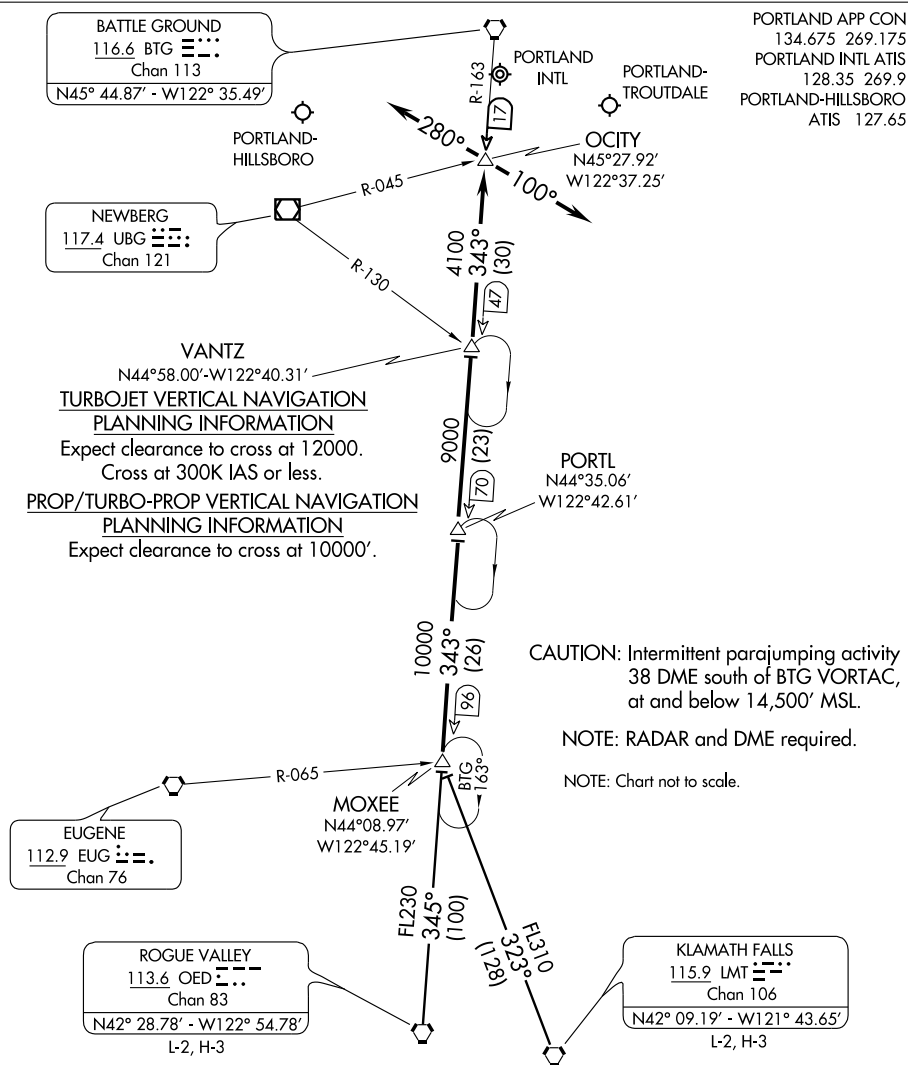 BATTLE GROUND
116.6 BTG
Chan 113
N45° 44.87′ - W122° 35.49′
PORTLAND APP CON
134.675 269.175
PORTLAND INTL ATIS
128.35 269.9
PORTLAND-HILLSBORO
ATIS 127.65
R-163
PORTLAND
INTL
PORTLAND-
TROUTDALE
17
PORTLAND-
HILLSBORO
280°
100°
OCITY
N45°27.92′
W122°37.25′
R-045
NEWBERG
117.4 UBG
Chan 121
R-130
4100
343°
(30)
47
VANTZ
N44°58.00′-W122°40.31′
TURBOJET VERTICAL NAVIGATION
PLANNING INFORMATION
Expect clearance to cross at 12000.
Cross at 300K IAS or less.
PROP/TURBO-PROP VERTICAL NAVIGATION
PLANNING INFORMATION
Expect clearance to cross at 10000′.
9000
(23)
70
PORTL
N44°35.06′
W122°42.61′
10000
343°
(26)
96
CAUTION: Intermittent parajumping activity
38 DME south of BTG VORTAC,
at and below 14,500′ MSL.
NOTE: RADAR and DME required.
NOTE: Chart not to scale.
R-065
BTG
163°
MOXEE
N44°08.97′
W122°45.19′
EUGENE
112.9 EUG
Chan 76
FL230
345°
(100)
FL310
323°
(128)
ROGUE VALLEY
113.6 OED
Chan 83
N42° 28.78′ - W122° 54.78′
L-2, H-3
KLAMATH FALLS
115.9 LMT
Chan 106
N42° 09.19′ - W121° 43.65′
L-2, H-3